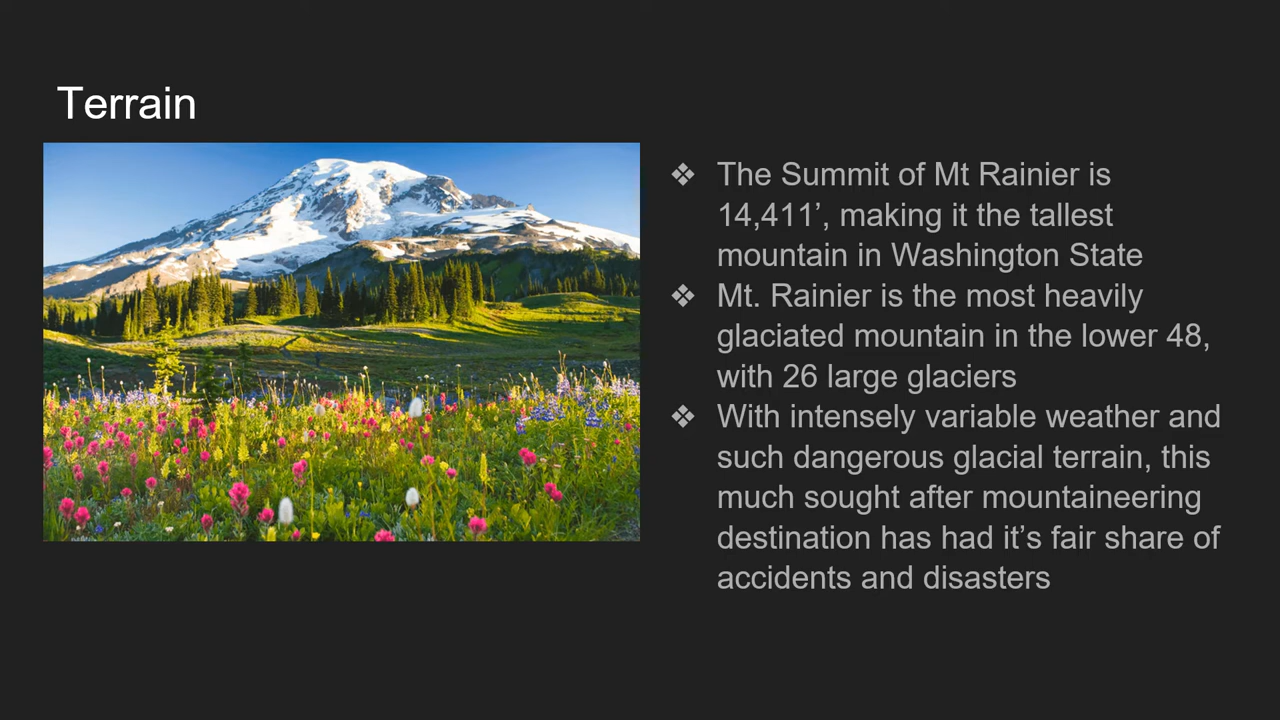 Terrain
❖ The Summit of Mt Rainier is
14,411’, making it the tallest
mountain in Washington State
❖ Mt. Rainier is the most heavily
glaciated mountain in the lower 48,
with 26 large glaciers
❖ With intensely variable weather and
such dangerous glacial terrain, this
much sought after mountaineering
destination has had it’s fair share of
accidents and disasters